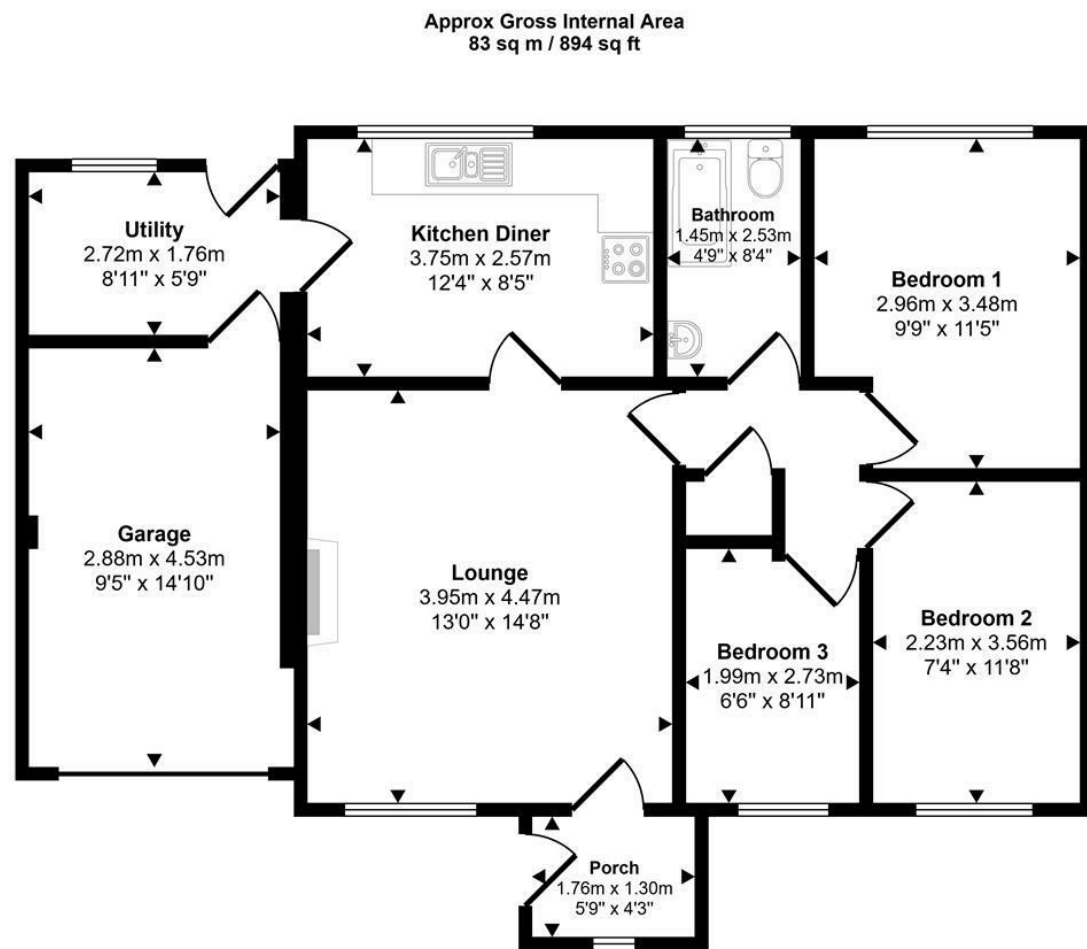 Approx Gross Internal Area
83 sq m / 894 sq ft
Utility
2.72m x 1.76m
8'11" x 5'9"
Kitchen Diner
3.75m x 2.57m
12'4" x 8'5"
Bathroom
1.45m x 2.53m
4'9" x 8'4"
Bedroom 1
2.96m x 3.48m
9'9" x 11'5"
Garage
2.88m x 4.53m
9'5" x 14'10"
Lounge
3.95m x 4.47m
13'0" x 14'8"
Bedroom 3
1.99m x 2.73m
6'6" x 8'11"
Bedroom 2
2.23m x 3.56m
7'4" x 11'8"
Porch
1.76m x 1.30m
5'9" x 4'3"